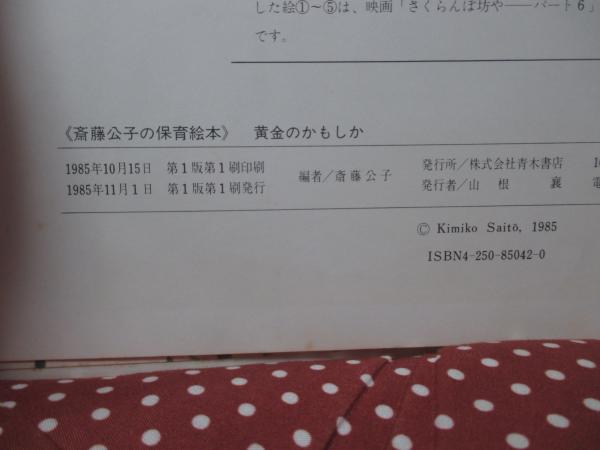 した絵①～⑤は、映画「さくらんぼ坊や――パート6」
です。
《斎藤公子の保育絵本》 黄金のかもしか
1985年10月15日 第1版第1刷印刷
1985年11月1日 第1版第1刷発行
編者／斎藤公子
発行所／株式会社青木書店
発行者／山根 襄 電
© Kimiko Saitō, 1985
ISBN4-250-85042-0